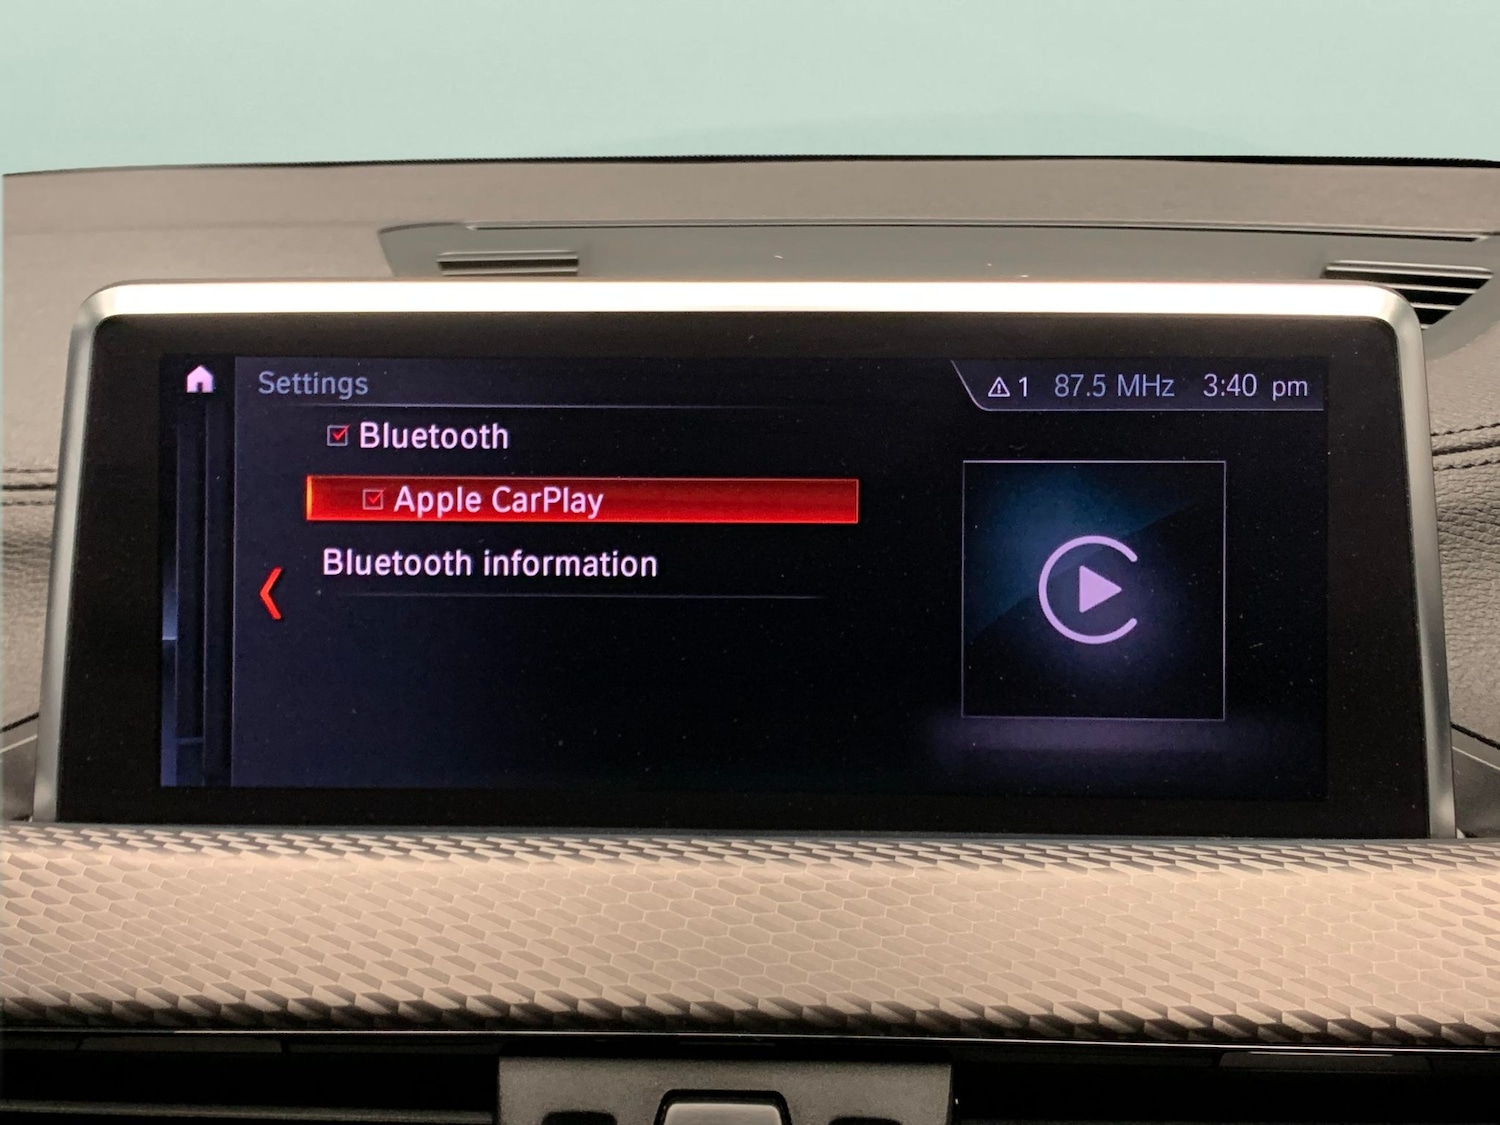 Settings
1 87.5 MHz 3:40 pm
Bluetooth
Apple CarPlay
Bluetooth information